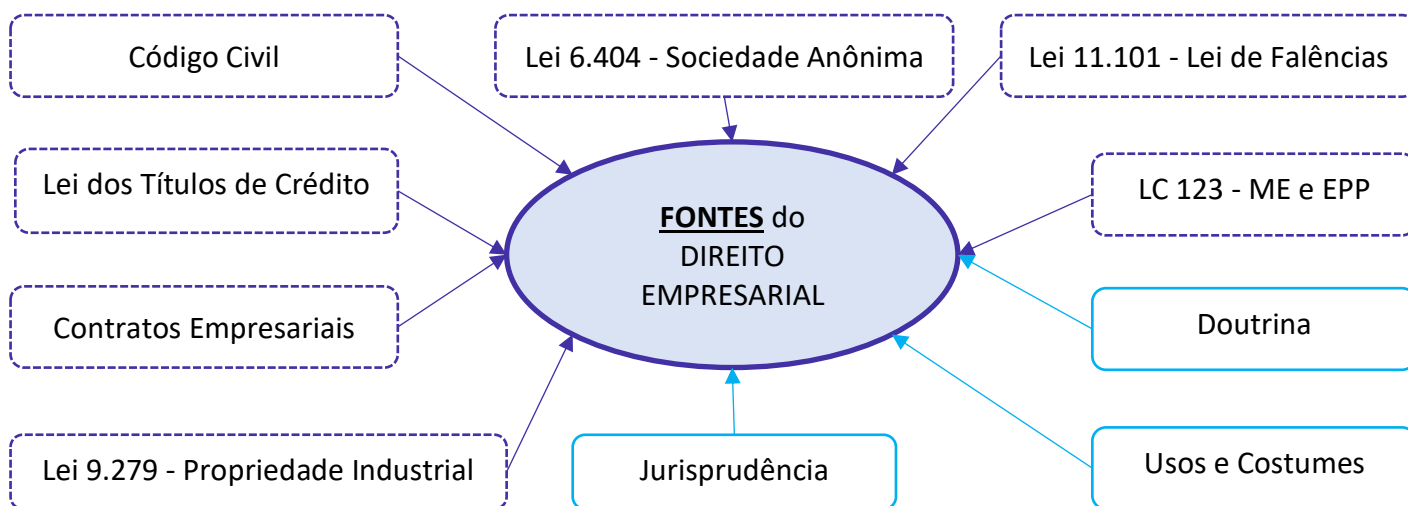 Código Civil
Lei 6.404 - Sociedade Anônima
Lei 11.101 - Lei de Falências
Lei dos Títulos de Crédito
LC 123 - ME e EPP
FONTES do
DIREITO
EMPRESARIAL
Contratos Empresariais
Doutrina
Lei 9.279 - Propriedade Industrial
Jurisprudência
Usos e Costumes